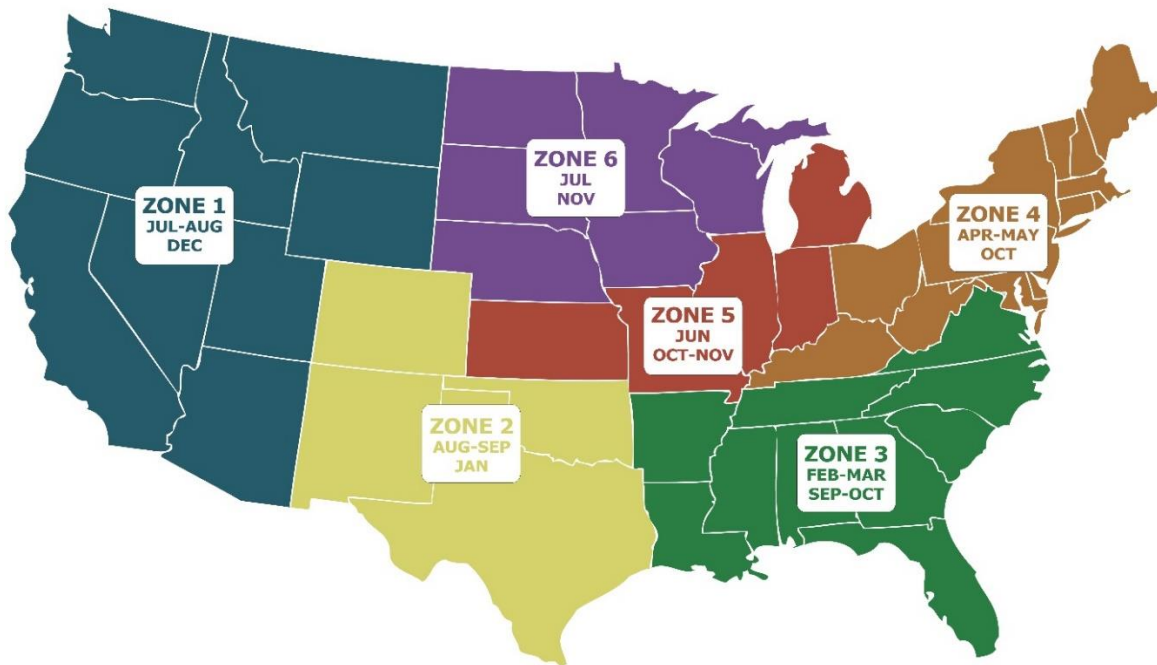 ZONE 1
JUL-AUG
DEC
ZONE 6
JUL
NOV
ZONE 4
APR-MAY
OCT
ZONE 5
JUN
OCT-NOV
ZONE 2
AUG-SEP
JAN
ZONE 3
FEB-MAR
SEP-OCT